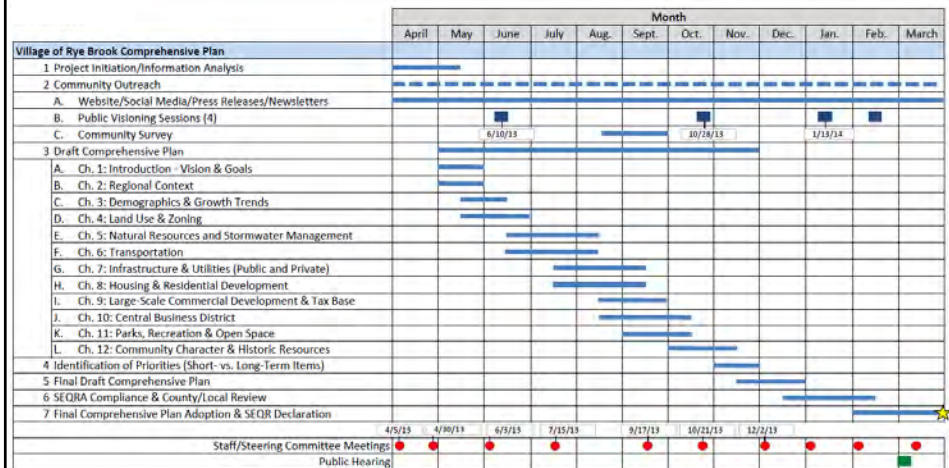 Month
April May June July Aug. Sept. Oct. Nov. Dec. Jan. Feb. March
Village of Rye Brook Comprehensive Plan
1 Project Initiation/Information Analysis
2 Community Outreach
A. Website/Social Media/Press Releases/Newsletters
B. Public Visioning Sessions (4)
C. Community Survey 6/10/13 10/28/13 1/13/14
3 Draft Comprehensive Plan
A. Ch. 1: Introduction - Vision & Goals
B. Ch. 2: Regional Context
C. Ch. 3: Demographics & Growth Trends
D. Ch. 4: Land Use & Zoning
E. Ch. 5: Natural Resources and Stormwater Management
F. Ch. 6: Transportation
G. Ch. 7: Infrastructure & Utilities (Public and Private)
H. Ch. 8: Housing & Residential Development
I. Ch. 9: Large-Scale Commercial Development & Tax Base
J. Ch. 10: Central Business District
K. Ch. 11: Parks, Recreation & Open Space
L. Ch. 12: Community Character & Historic Resources
4 Identification of Priorities (Short- vs. Long-Term Items)
5 Final Draft Comprehensive Plan
6 SEQRA Compliance & County/Local Review
7 Final Comprehensive Plan Adoption & SEQR Declaration
4/5/13 4/30/13 6/3/13 7/15/13 9/17/13 10/21/13 12/2/13
Staff/Steering Committee Meetings
Public Hearing